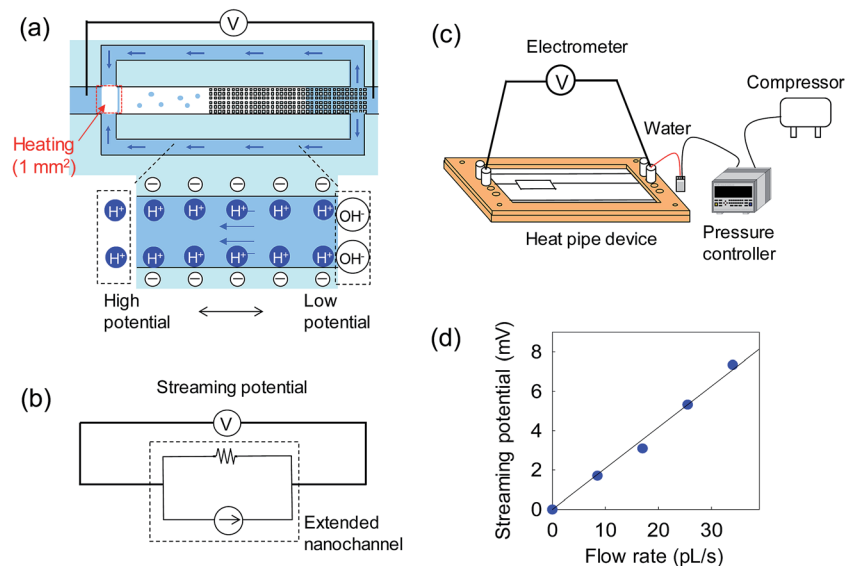 (a)
V
Heating
(1 mm²)
− − − − −
H⁺ H⁺ H⁺ H⁺ H⁺ H⁺ OH⁻
H⁺ H⁺ H⁺ H⁺ H⁺ H⁺ OH⁻
− − − − −
High
potential
Low
potential
(b)
Streaming potential
V
Extended
nanochannel
(c)
Electrometer
V
Compressor
Water
Heat pipe device
Pressure
controller
(d)
Streaming potential (mV)
8
6
4
2
0
0 10 20 30
Flow rate (pL/s)